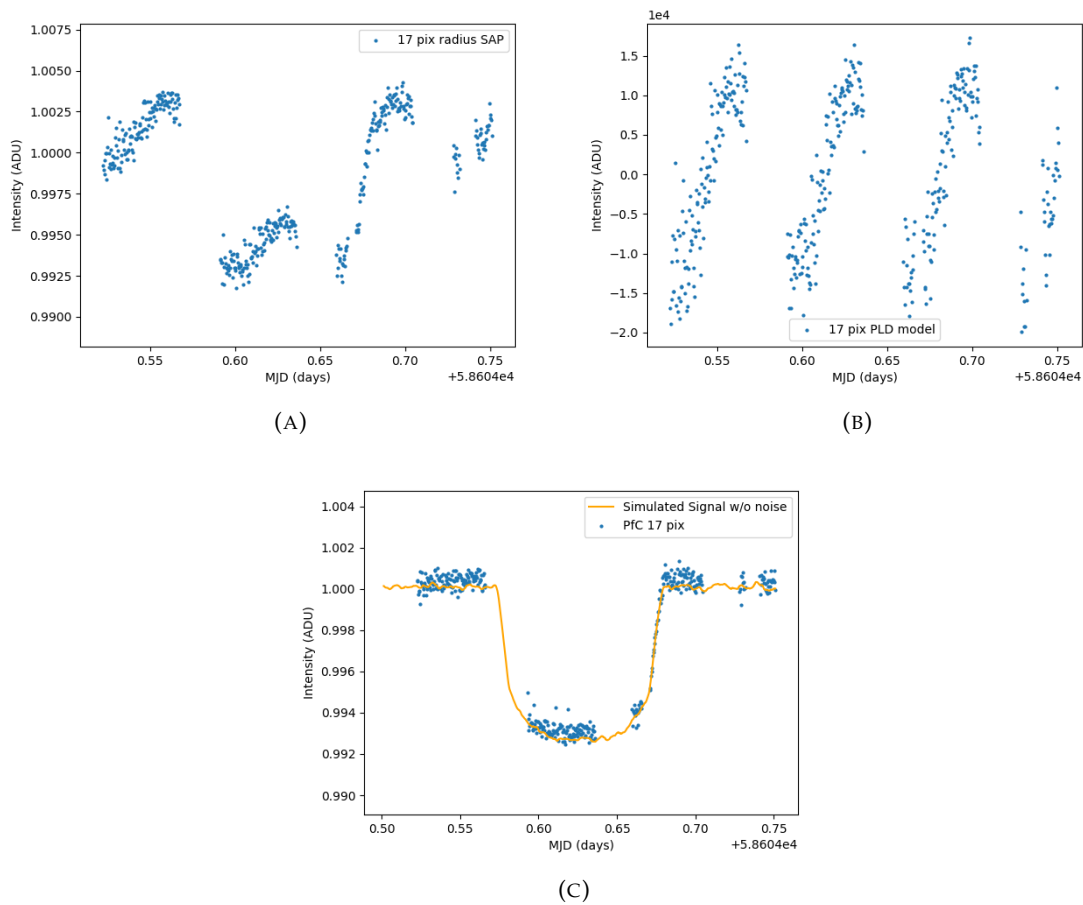 1.0075
1.0050
1.0025
1.0000
0.9975
0.9950
0.9925
0.9900
Intensity (ADU)
17 pix radius SAP
0.55 0.60 0.65 0.70 0.75
+5.8604e4
MJD (days)
(A)
1e4
1.5
1.0
0.5
0.0
−0.5
−1.0
−1.5
−2.0
Intensity (ADU)
17 pix PLD model
0.55 0.60 0.65 0.70 0.75
+5.8604e4
MJD (days)
(B)
1.004
1.002
1.000
0.998
0.996
0.994
0.992
0.990
Intensity (ADU)
Simulated Signal w/o noise
PfC 17 pix
0.50 0.55 0.60 0.65 0.70 0.75
+5.8604e4
MJD (days)
(C)